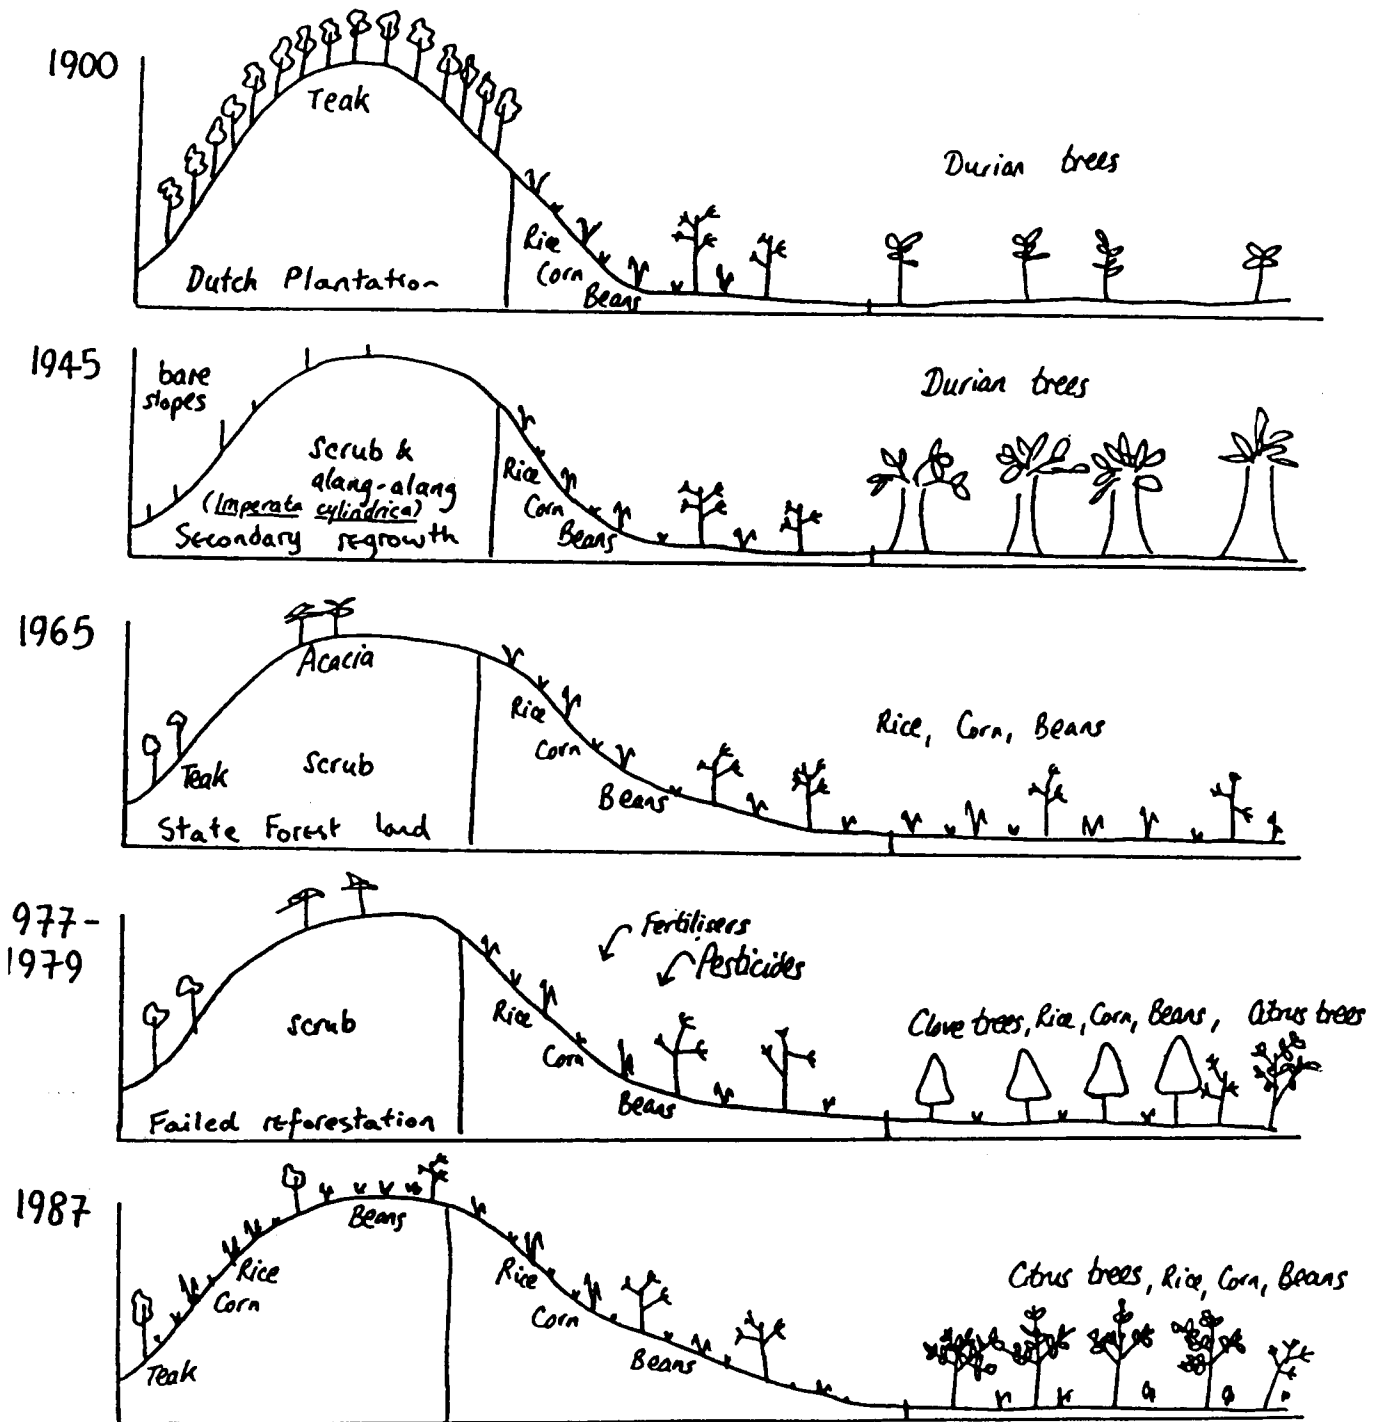 1900
Teak
Durian trees
Rice
Corn
Beans
Dutch Plantation
1945
bare
slopes
Durian trees
Scrub &
alang-alang
(Imperata cylindrica)
Secondary regrowth
Rice
Corn
Beans
1965
Acacia
Teak
Scrub
State Forest land
Rice
Corn
Beans
Rice, Corn, Beans
977-
1979
Fertilisers
Pesticides
scrub
Failed reforestation
Rice
Corn
Beans
Clove trees, Rice, Corn, Beans, Citrus trees
1987
Beans
Rice
Corn
Teak
Rice
Corn
Beans
Citrus trees, Rice, Corn, Beans